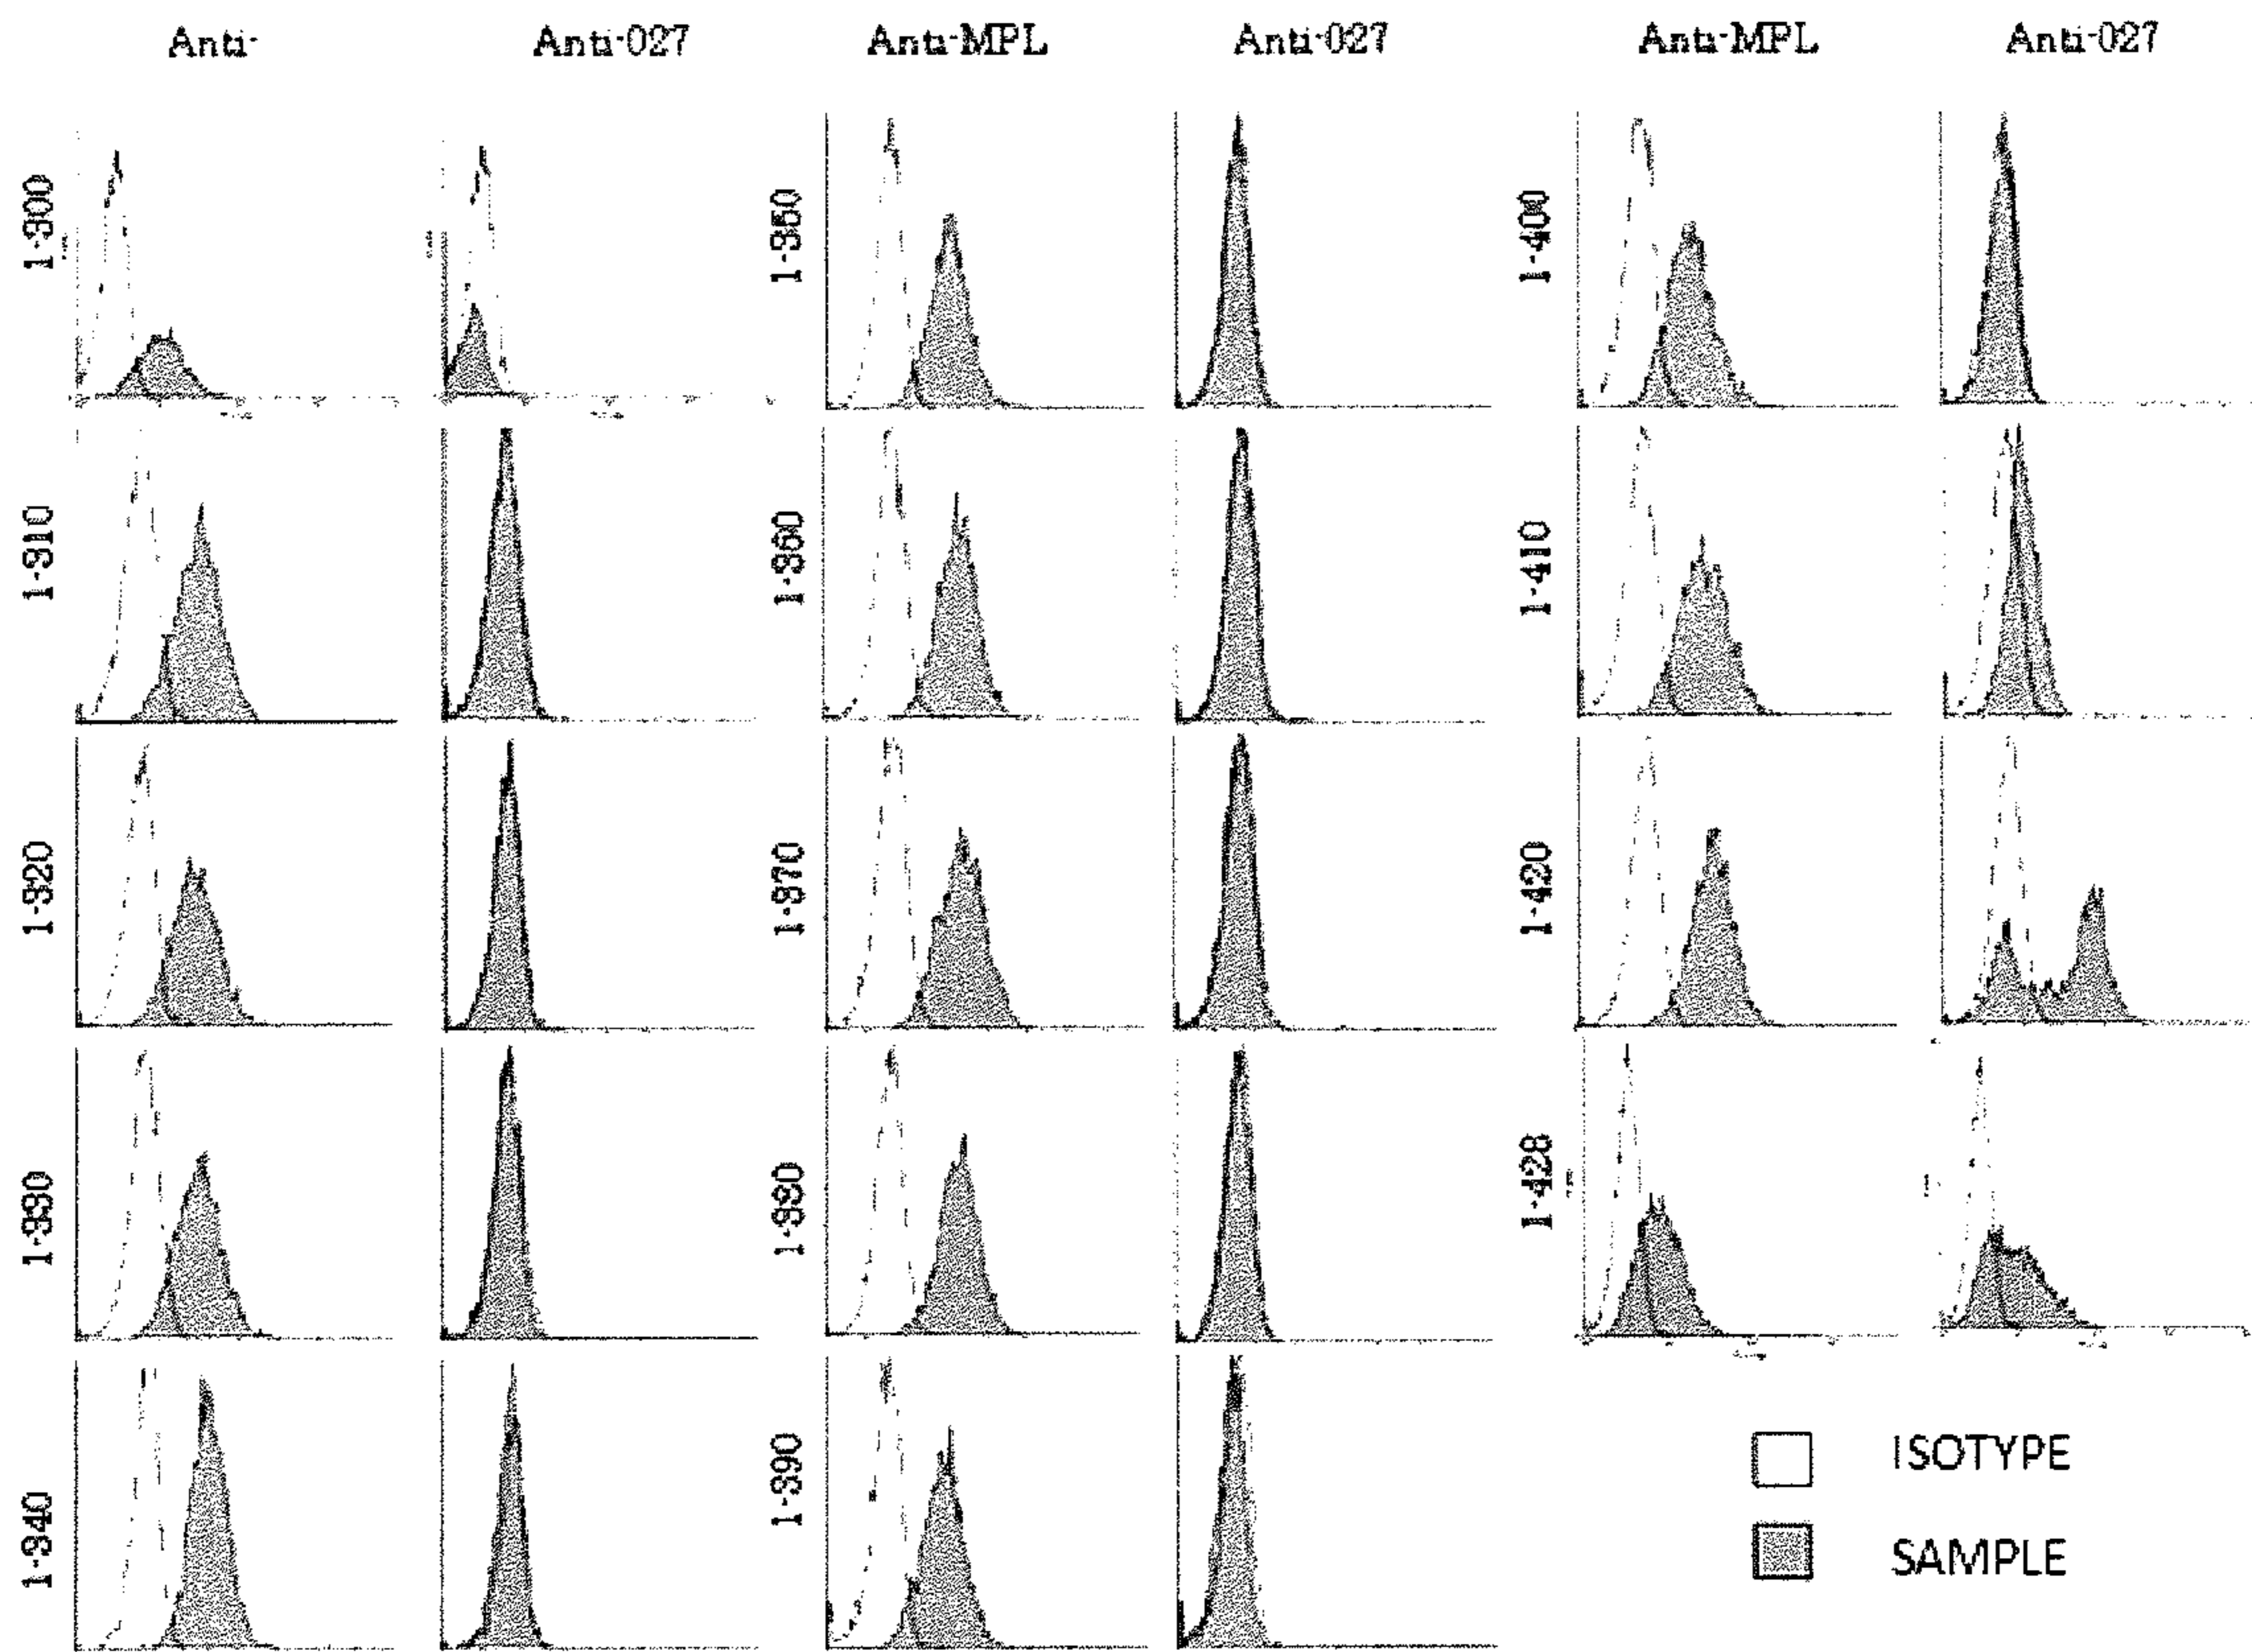 Anti- Anti-027 Anti-MPL Anti-027 Anti-MPL Anti-027
1-300 1-350 1-400
1-310 1-360 1-410
1-320 1-370 1-420
1-330 1-380 1-428
1-340 1-390
ISOTYPE
SAMPLE